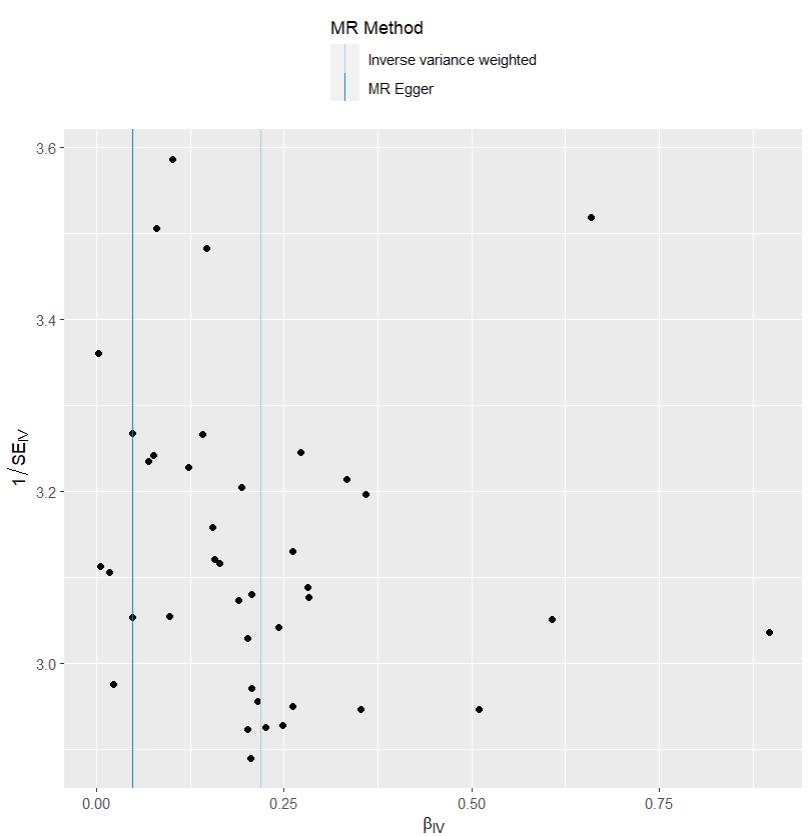 MR Method
Inverse variance weighted
MR Egger
3.6
3.4
3.2
3.0
1 / SE_IV
0.00 0.25 0.50 0.75
β_IV